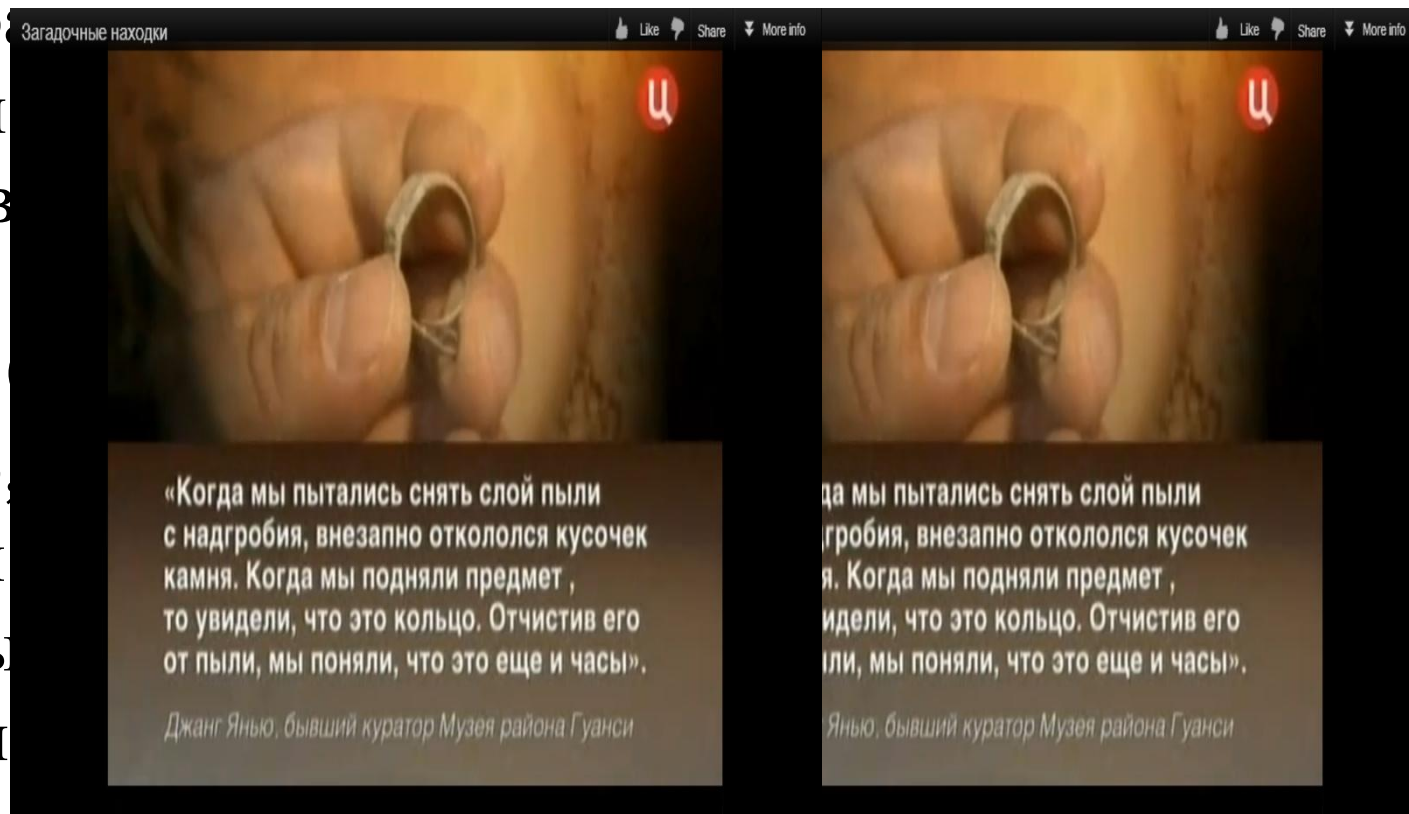 Загадочные находки
Like Share More info
Like Share More info
Ц
Ц
«Когда мы пытались снять слой пыли
с надгробия, внезапно откололся кусочек
камня. Когда мы подняли предмет ,
то увидели, что это кольцо. Отчистив его
от пыли, мы поняли, что это еще и часы».
Джанг Янью. бывший куратор Музея района Гуанси
да мы пытались снять слой пыли
гробия, внезапно откололся кусочек
я. Когда мы подняли предмет ,
идели, что это кольцо. Отчистив его
ли, мы поняли, что это еще и часы».
Янью. бывший куратор Музея района Гуанси